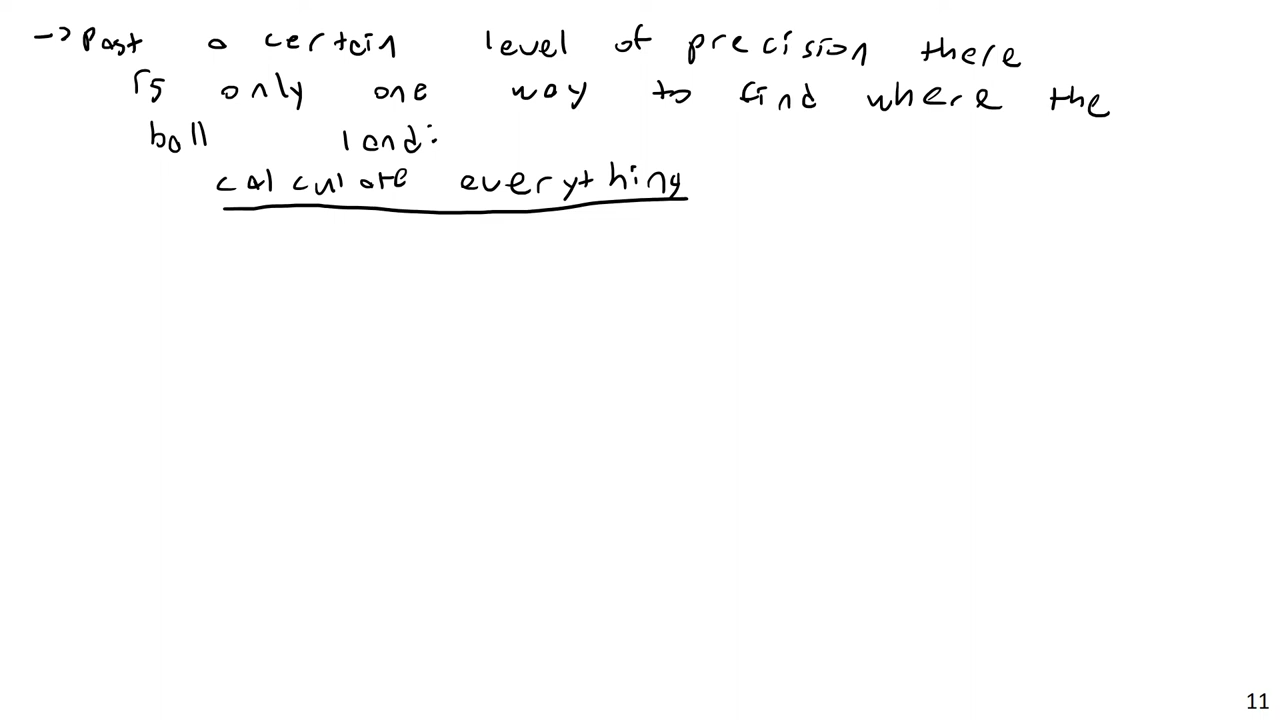 -> Past a certain level of precision there
is only one way to find where the
ball land:
calculate everything
11